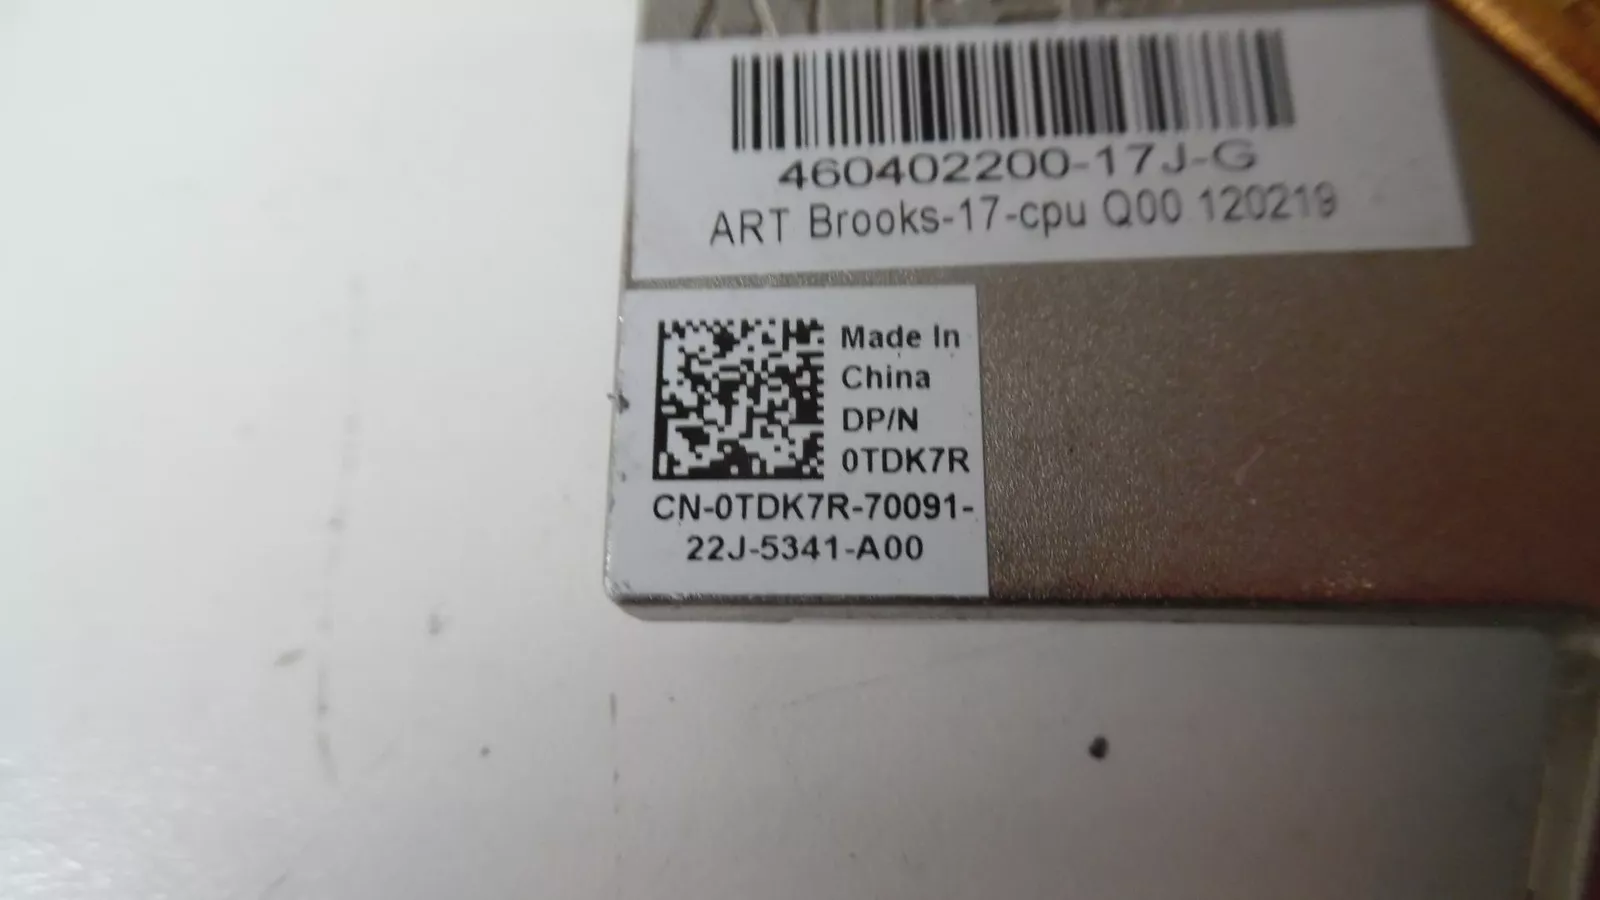 460402200-17J-G
ART Brooks-17-cpu Q00 120219
Made In
China
DP/N
0TDK7R
CN-0TDK7R-70091-
22J-5341-A00